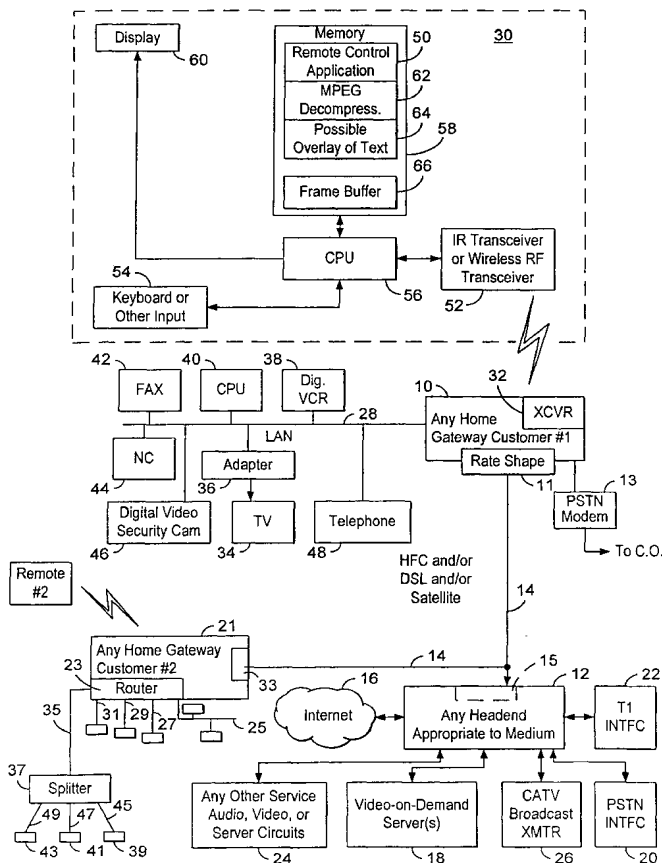 30
Display
60
Memory
Remote Control
Application
50
MPEG
Decompress.
62
Possible
Overlay of Text
64
58
Frame Buffer
66
CPU
56
IR Transceiver
or Wireless RF
Transceiver
52
54
Keyboard or
Other Input
42
FAX
40
CPU
38
Dig.
VCR
28
LAN
NC
44
Adapter
36
Digital Video
Security Cam
46
TV
34
Telephone
48
10
32
XCVR
Any Home
Gateway Customer #1
Rate Shape
11
13
PSTN
Modem
To C.O.
HFC and/or
DSL and/or
Satellite
14
Remote
#2
21
Any Home Gateway
Customer #2
23
Router
33
14
31
29
27
25
35
37
Splitter
49
47
45
43
41
39
16
Internet
15
12
Any Headend
Appropriate to Medium
22
T1
INTFC
Any Other Service
Audio, Video, or
Server Circuits
24
Video-on-Demand
Server(s)
18
CATV
Broadcast
XMTR
26
PSTN
INTFC
20